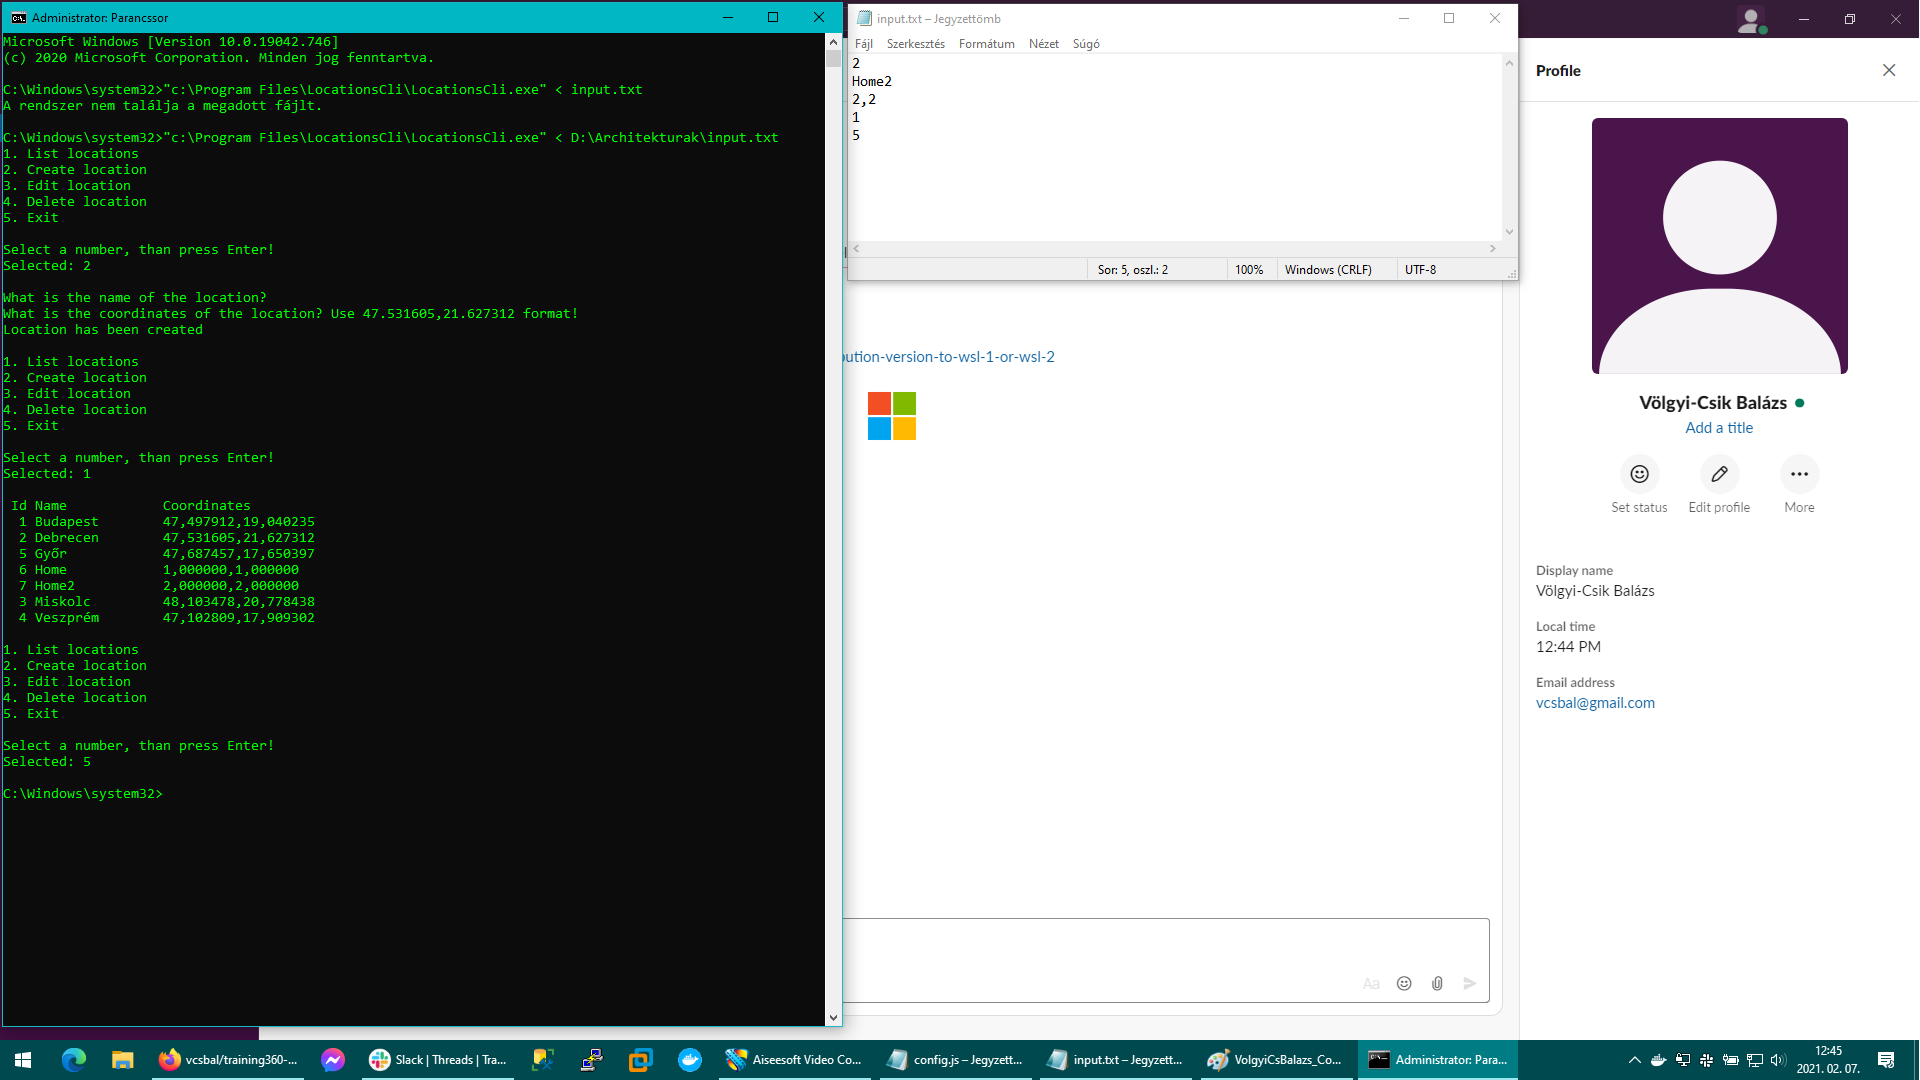 Administrator: Parancssor
Microsoft Windows [Version 10.0.19042.746]
(c) 2020 Microsoft Corporation. Minden jog fenntartva.
C:\Windows\system32>"c:\Program Files\LocationsCli\LocationsCli.exe" < input.txt
A rendszer nem találja a megadott fájlt.
C:\Windows\system32>"c:\Program Files\LocationsCli\LocationsCli.exe" < D:\Architekturak\input.txt
1. List locations
2. Create location
3. Edit location
4. Delete location
5. Exit
Select a number, than press Enter!
Selected: 2
What is the name of the location?
What is the coordinates of the location? Use 47.531605,21.627312 format!
Location has been created
1. List locations
2. Create location
3. Edit location
4. Delete location
5. Exit
Select a number, than press Enter!
Selected: 1
Id Name Coordinates
1 Budapest 47,497912,19,040235
2 Debrecen 47,531605,21,627312
5 Győr 47,687457,17,650397
6 Home 1,000000,1,000000
7 Home2 2,000000,2,000000
3 Miskolc 48,103478,20,778438
4 Veszprém 47,102809,17,909302
1. List locations
2. Create location
3. Edit location
4. Delete location
5. Exit
Select a number, than press Enter!
Selected: 5
C:\Windows\system32>
input.txt – Jegyzettömb
Fájl Szerkesztés Formátum Nézet Súgó
2
Home2
2,2
1
5
Sor: 5, oszl.: 2 100% Windows (CRLF) UTF-8
bution-version-to-wsl-1-or-wsl-2
Aa
Profile
Völgyi-Csik Balázs
Add a title
Set status Edit profile More
Display name
Völgyi-Csik Balázs
Local time
12:44 PM
Email address
vcsbal@gmail.com
vcsbal/training360-... Slack | Threads | Tra... Aiseesoft Video Co... config.js – Jegyzett... input.txt – Jegyzett... VolgyiCsBalazs_Co... Administrator: Para...
12:45
2021. 02. 07.